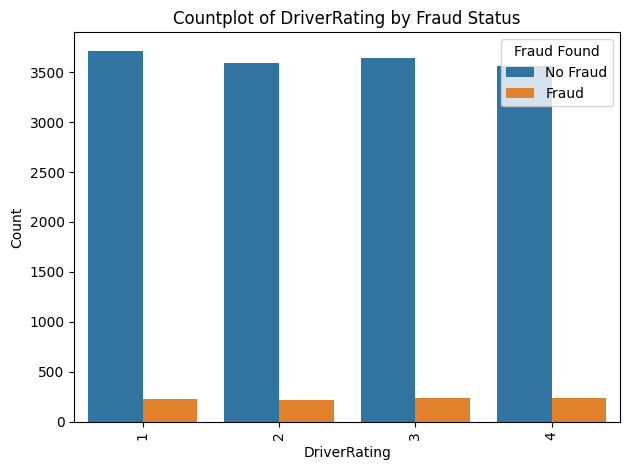 Countplot of DriverRating by Fraud Status
Fraud Found
No Fraud
Fraud
3500
3000
2500
2000
1500
1000
500
0
Count
1
2
3
4
DriverRating